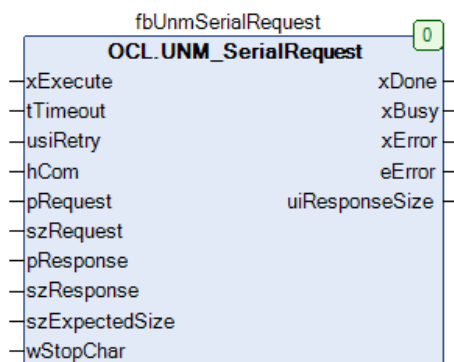 fbUnmSerialRequest
0
OCL.UNM_SerialRequest
xExecute xDone
tTimeout xBusy
usiRetry xError
hCom eError
pRequest uiResponseSize
szRequest
pResponse
szResponse
szExpectedSize
wStopChar